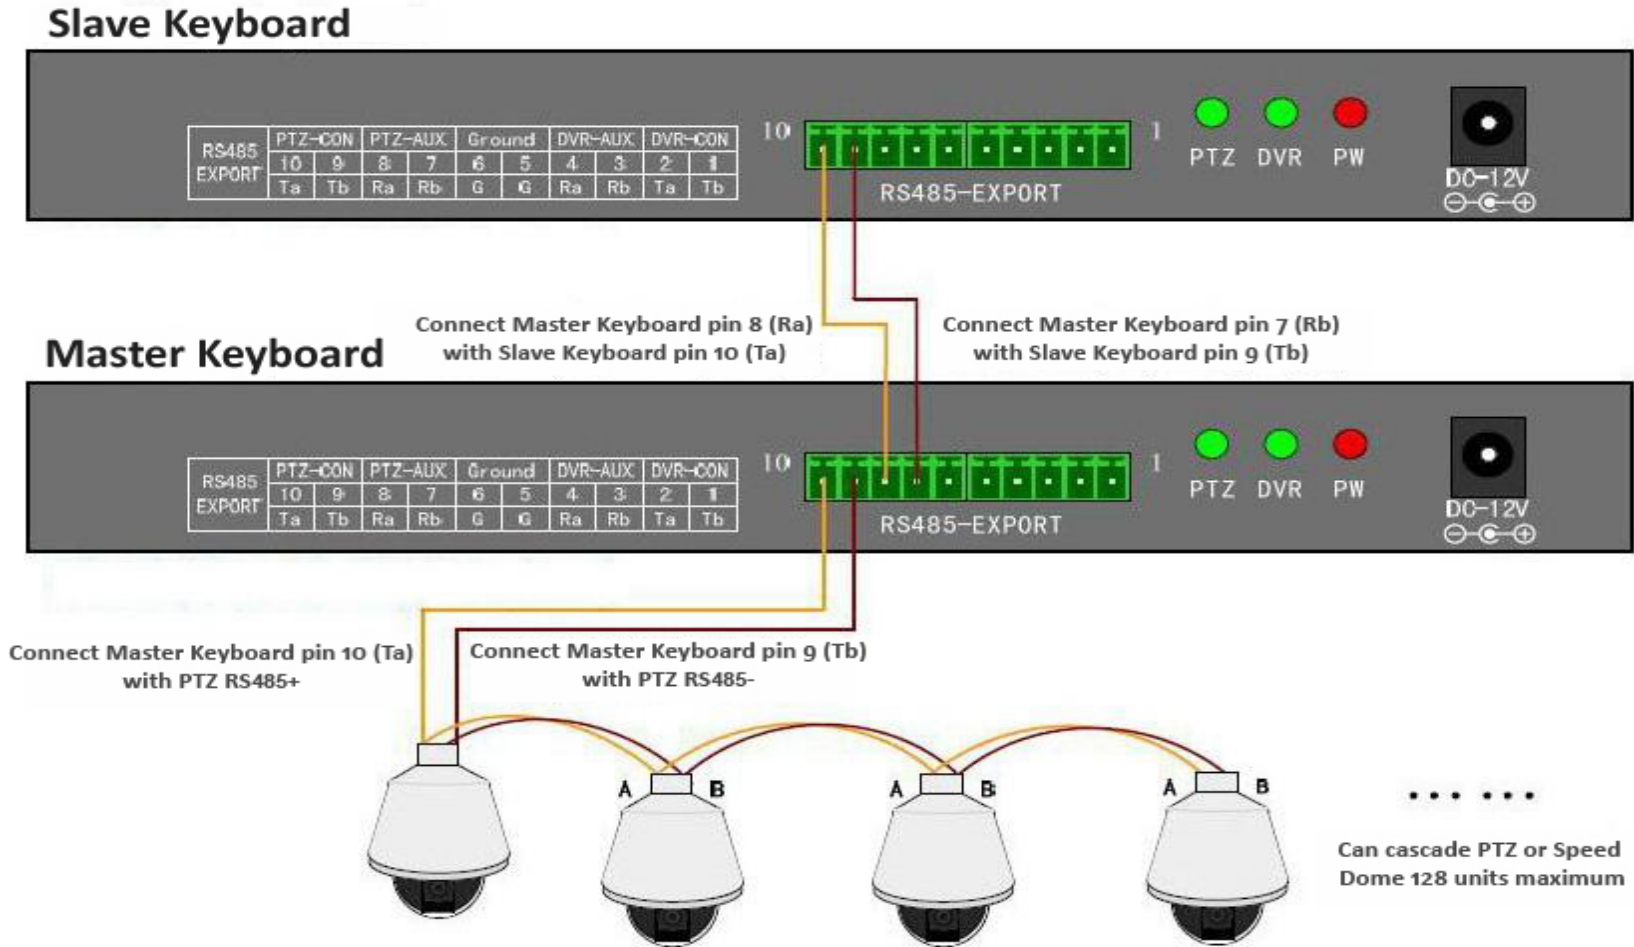 Slave Keyboard
RS485 EXPORT PTZ-CON PTZ-AUX Ground DVR-AUX DVR-CON
10 9 8 7 6 5 4 3 2 1
Ta Tb Ra Rb G G Ra Rb Ta Tb
10 1
RS485-EXPORT
PTZ DVR PW
DC-12V
Connect Master Keyboard pin 8 (Ra)
with Slave Keyboard pin 10 (Ta)
Connect Master Keyboard pin 7 (Rb)
with Slave Keyboard pin 9 (Tb)
Master Keyboard
RS485 EXPORT PTZ-CON PTZ-AUX Ground DVR-AUX DVR-CON
10 9 8 7 6 5 4 3 2 1
Ta Tb Ra Rb G G Ra Rb Ta Tb
10 1
RS485-EXPORT
PTZ DVR PW
DC-12V
Connect Master Keyboard pin 10 (Ta)
with PTZ RS485+
Connect Master Keyboard pin 9 (Tb)
with PTZ RS485-
A B A B A B
...... 
Can cascade PTZ or Speed
Dome 128 units maximum